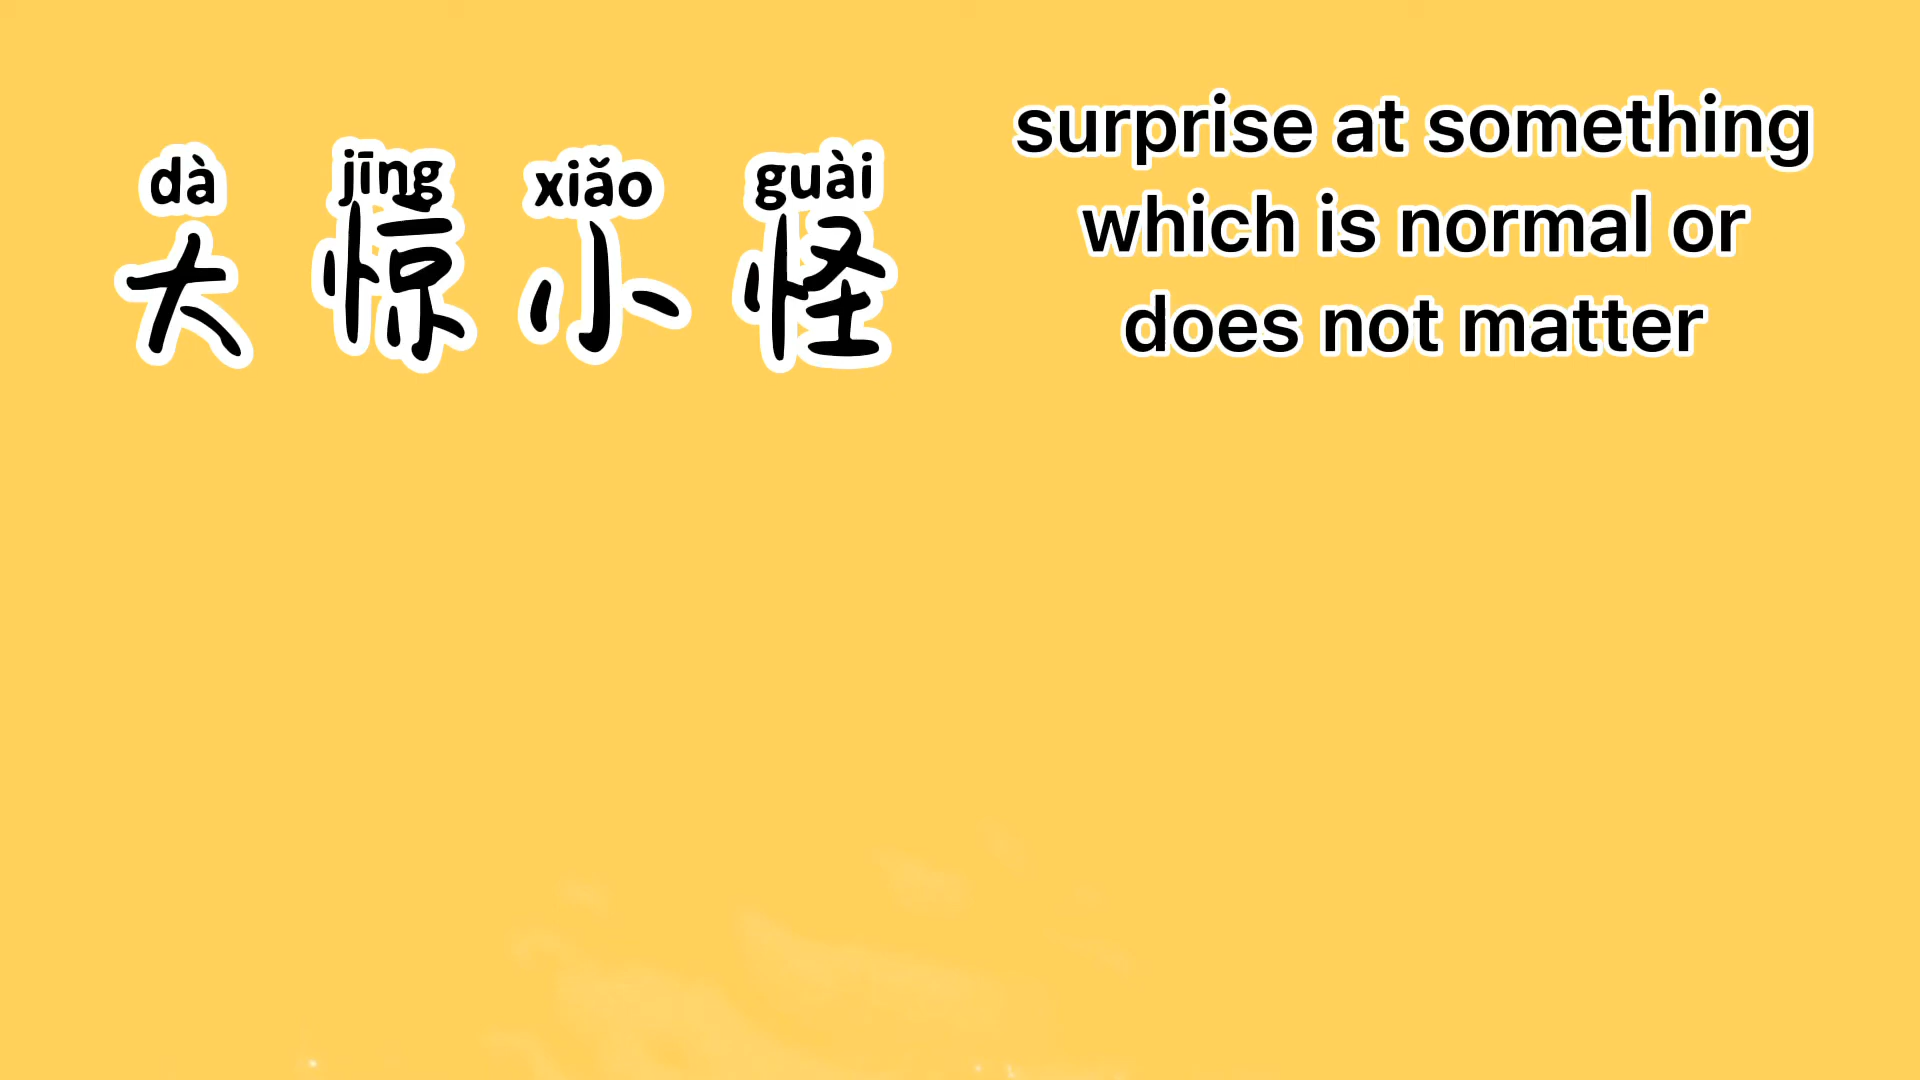 dà jīng xiǎo guài
大惊小怪
surprise at something
which is normal or
does not matter